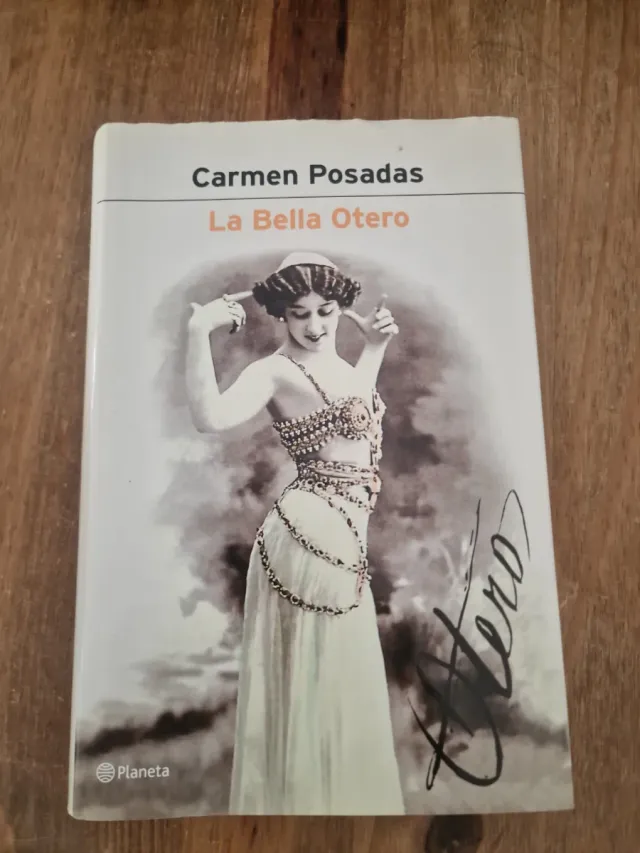 Carmen Posadas
La Bella Otero
Otero
Planeta